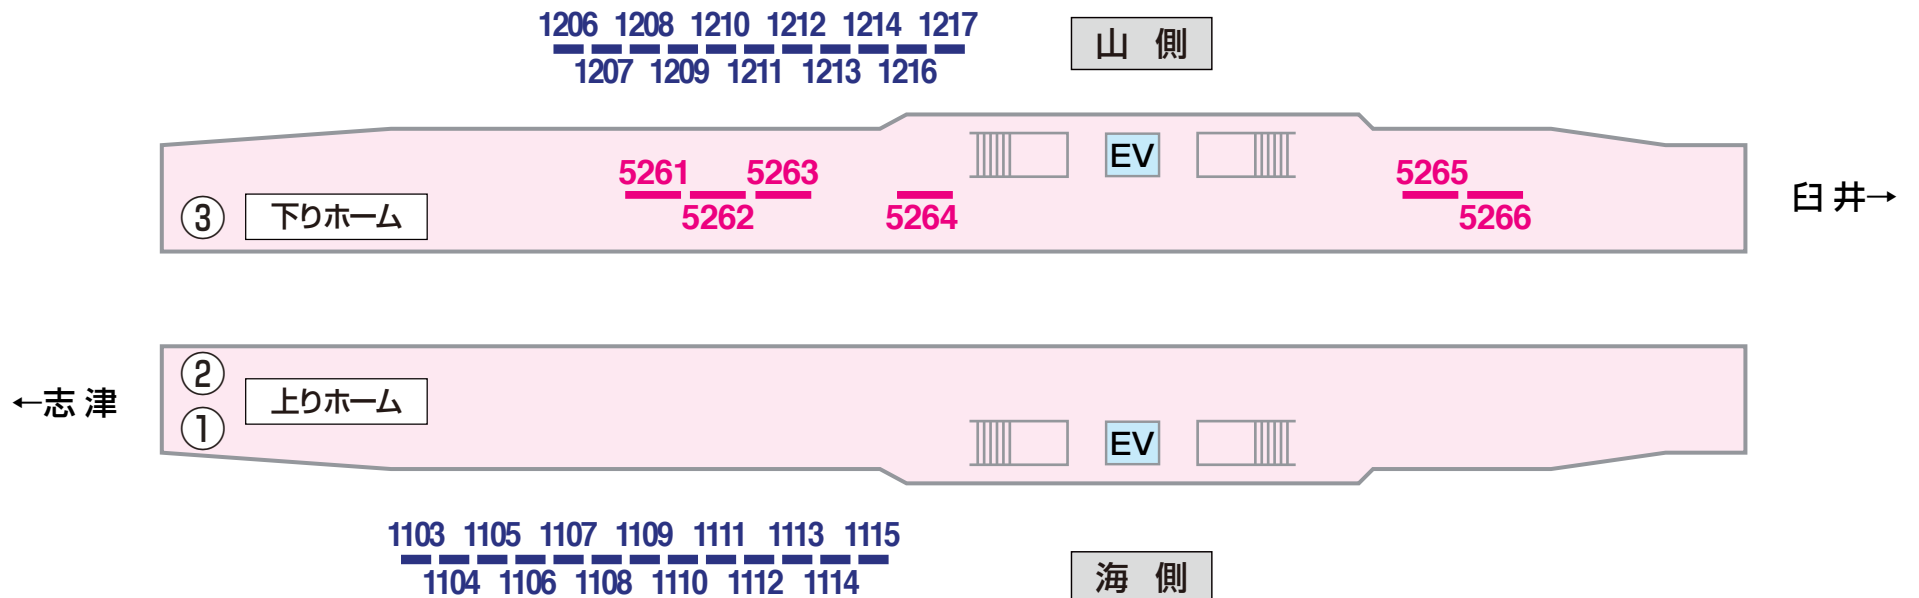 1206 1208 1210 1212 1214 1217
1207 1209 1211 1213 1216
山 側
EV
5261 5263 5265
5262 5264 5266
③ 下りホーム
臼 井→
② 
上りホーム
←志 津
①
EV
1103 1105 1107 1109 1111 1113 1115
1104 1106 1108 1110 1112 1114
海 側